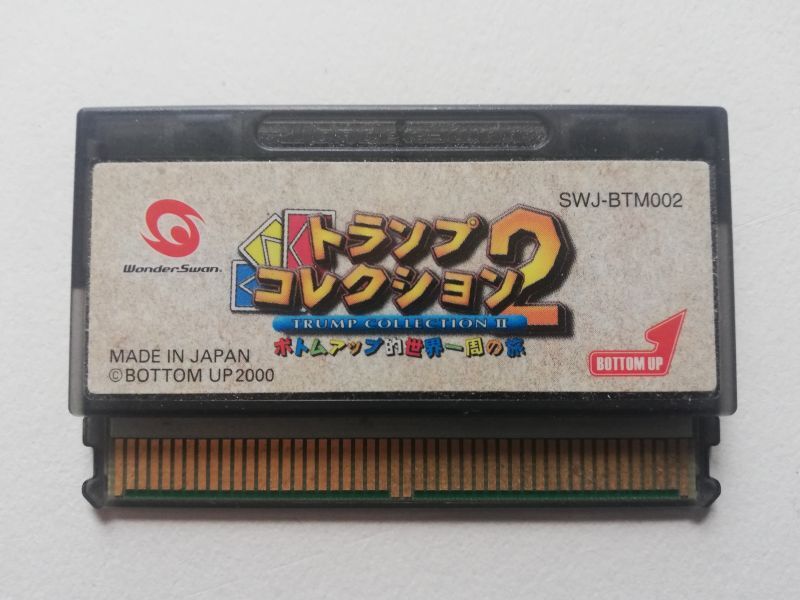 SWJ-BTM002
WonderSwan.
トランプ
コレクション2
TRUMP COLLECTION II
ボトムアップ的世界一周の旅
MADE IN JAPAN
©BOTTOM UP 2000
BOTTOM UP